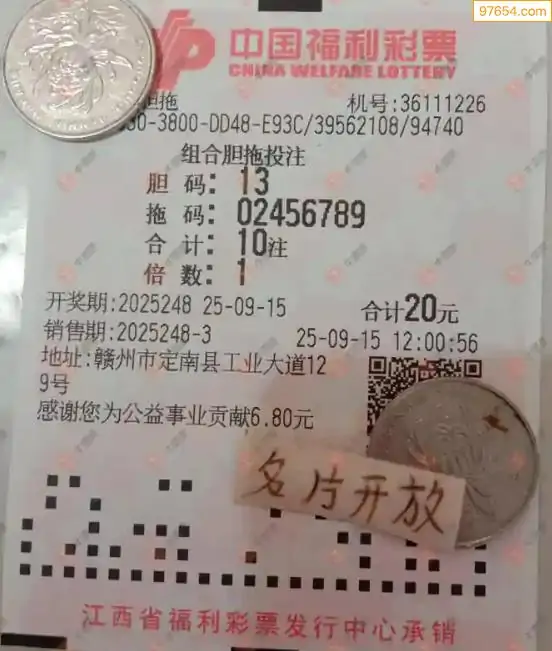 97654.com
中国福利彩票
CHINA WELFARE LOTTERY
胆拖 机号:36111226
-3800-DD48-E93C/39562108/94740
组合胆拖投注
胆 码: 13
拖 码: 02456789
合 计: 10注
倍 数: 1
开奖期:2025248 25-09-15 合计20元
销售期:2025248-3 25-09-15 12:00:56
地址:赣州市定南县工业大道12
9号
感谢您为公益事业贡献6.80元
名片开放
江西省福利彩票发行中心承销